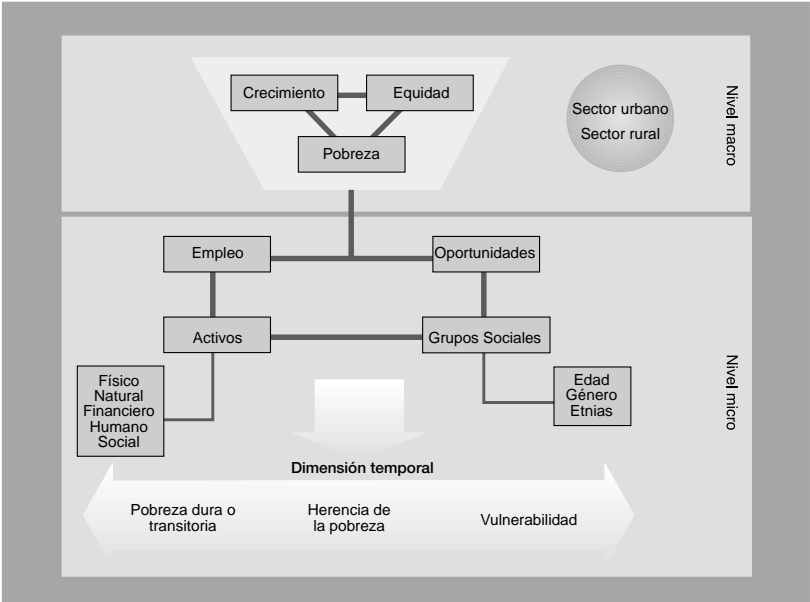 Crecimiento
Equidad
Pobreza
Sector urbano
Sector rural
Nivel macro
Empleo
Oportunidades
Activos
Grupos Sociales
Físico
Natural
Financiero
Humano
Social
Edad
Género
Etnias
Nivel micro
Dimensión temporal
Pobreza dura o
transitoria
Herencia de
la pobreza
Vulnerabilidad